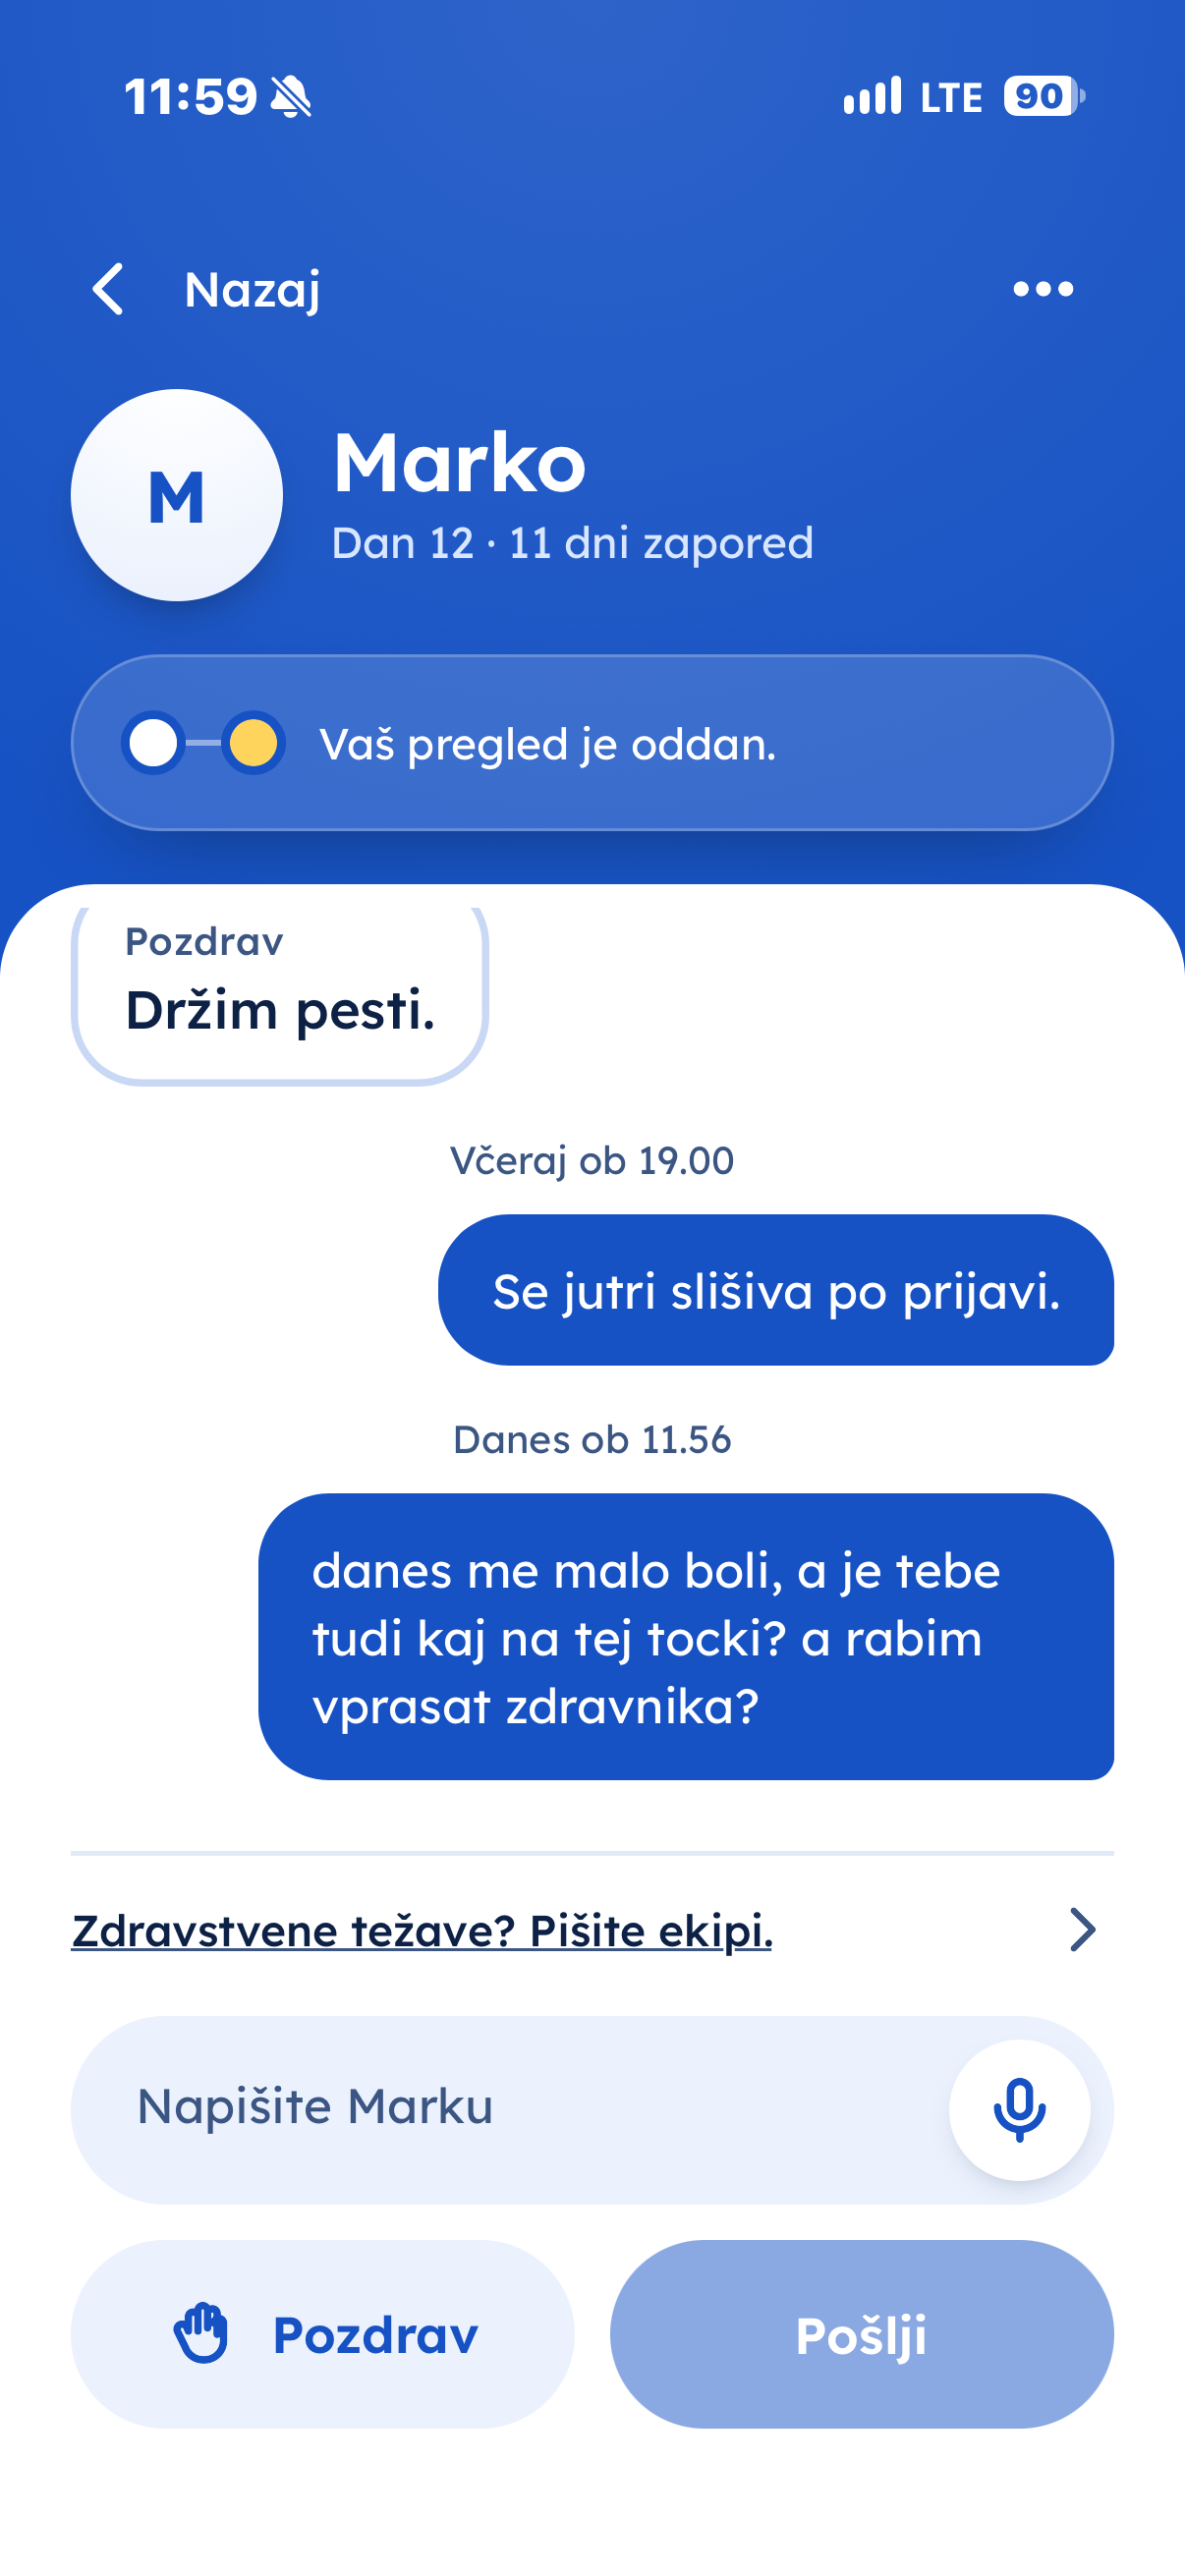 11:59
LTE 90
Nazaj
M
Marko
Dan 12 · 11 dni zapored
Vaš pregled je oddan.
Pozdrav
Držim pesti.
Včeraj ob 19.00
Se jutri slišiva po prijavi.
Danes ob 11.56
danes me malo boli, a je tebe
tudi kaj na tej tocki? a rabim
vprasat zdravnika?
Zdravstvene težave? Pišite ekipi.
Napišite Marku
Pozdrav
Pošlji